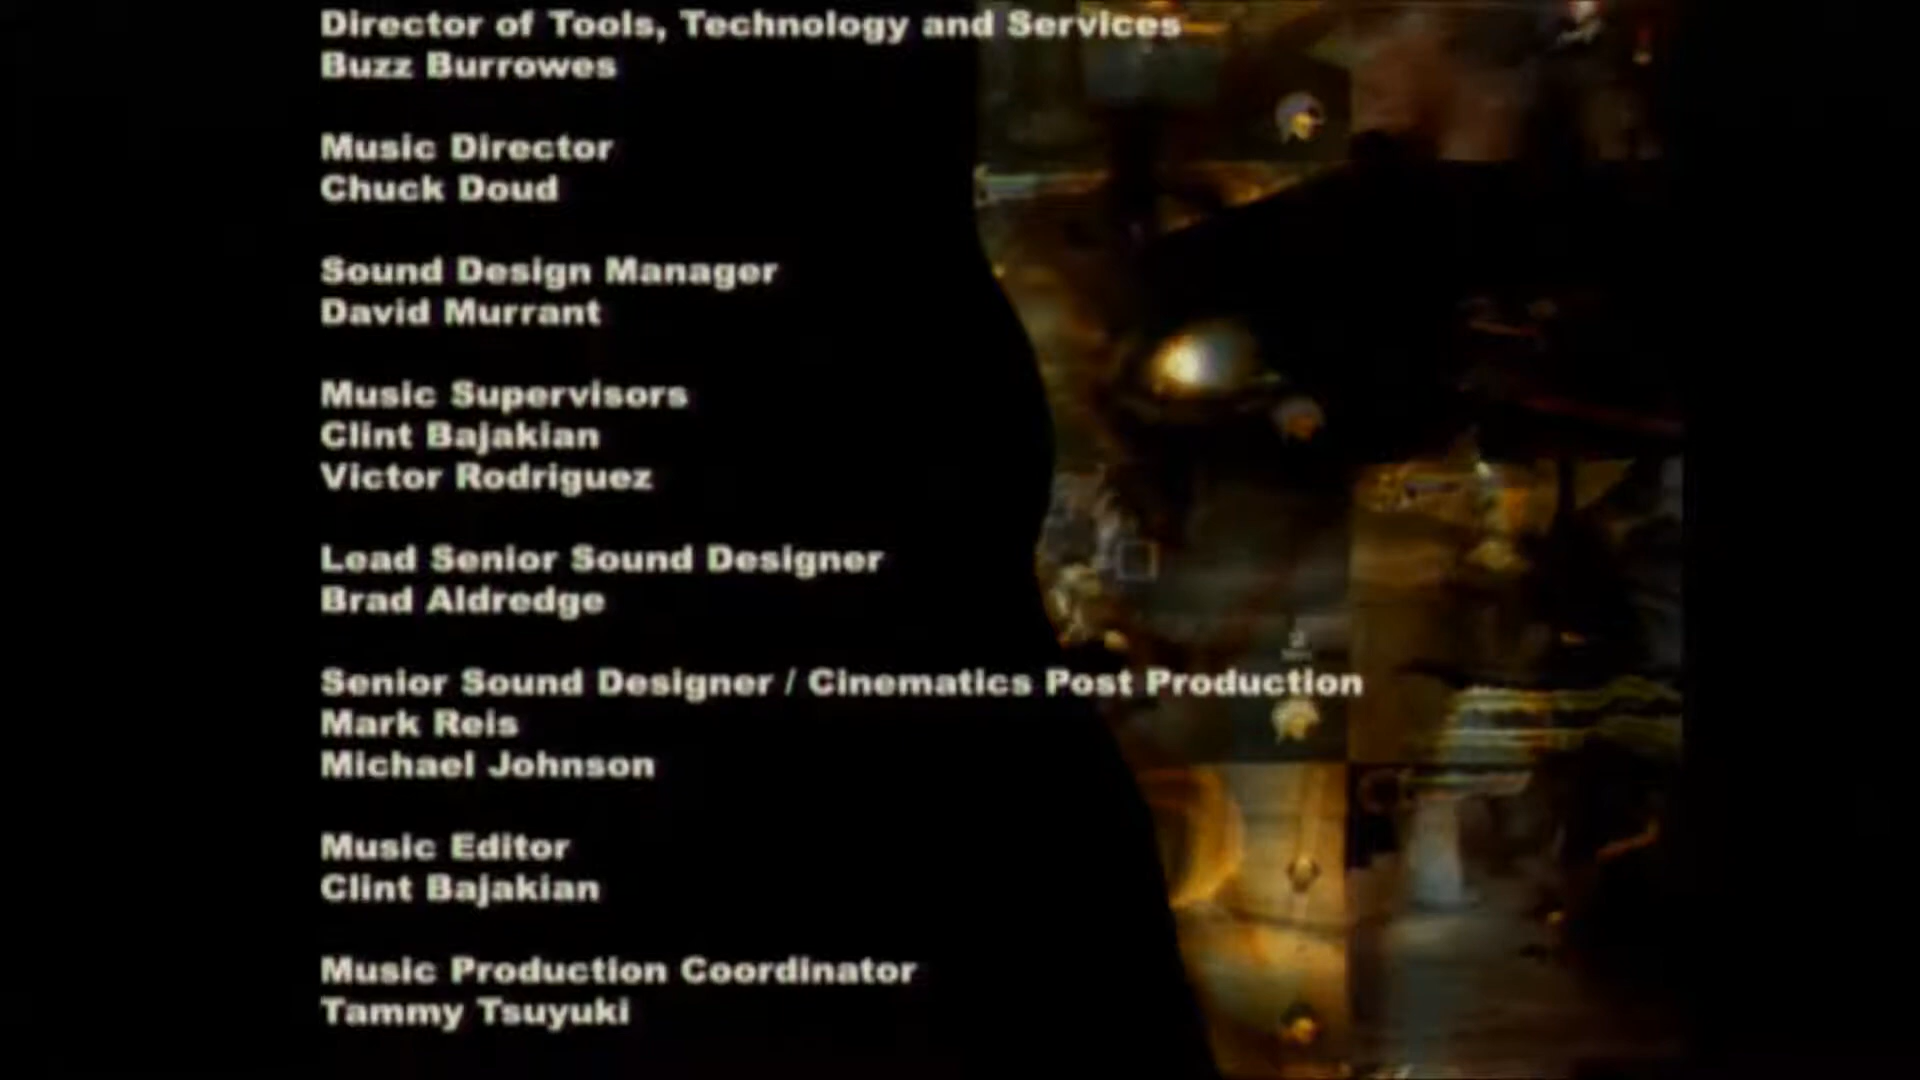 Director of Tools, Technology and Services
Buzz Burrowes
Music Director
Chuck Doud
Sound Design Manager
David Murrant
Music Supervisors
Clint Bajakian
Victor Rodriguez
Lead Senior Sound Designer
Brad Aldredge
Senior Sound Designer / Cinematics Post Production
Mark Reis
Michael Johnson
Music Editor
Clint Bajakian
Music Production Coordinator
Tammy Tsuyuki